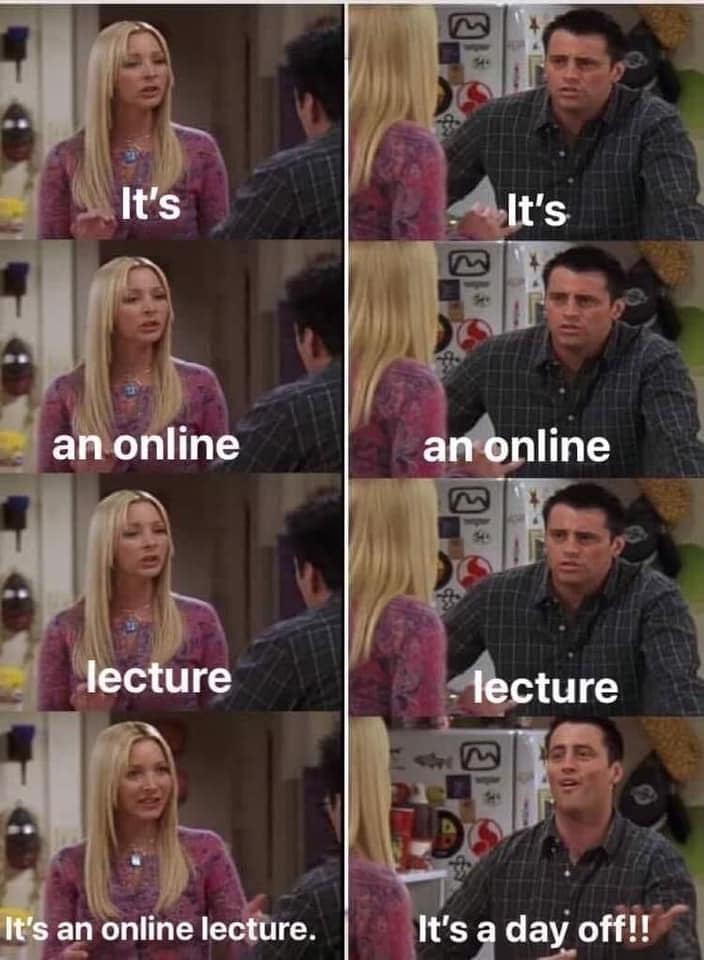 It's
It's
an online
an online
lecture
lecture
It's an online lecture.
It's a day off!!